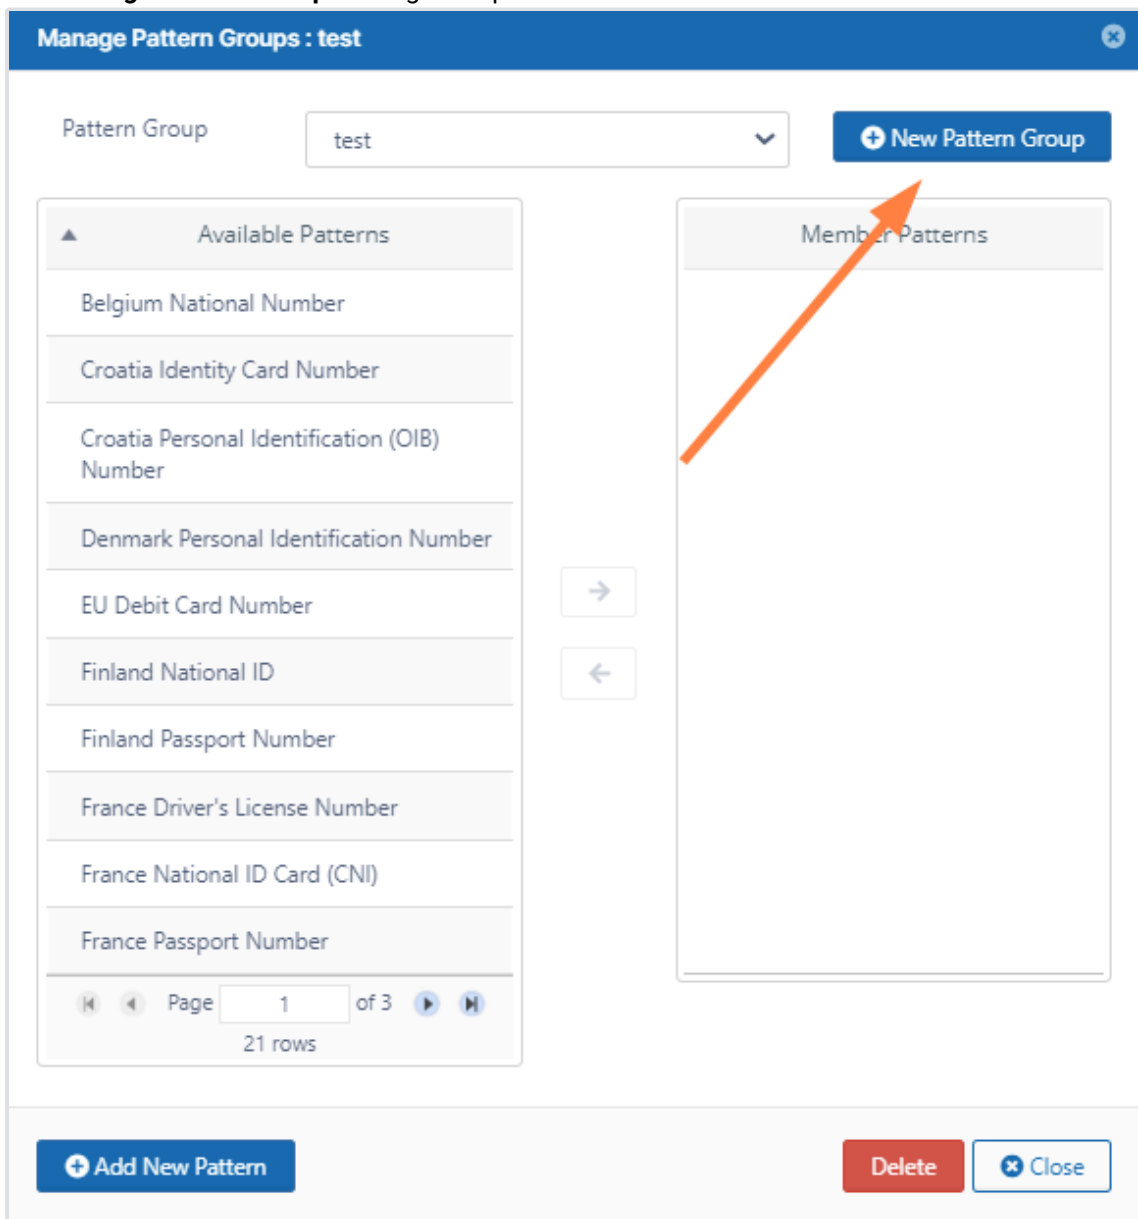 Manage Pattern Groups : test
Pattern Group
test
New Pattern Group
Available Patterns
Member Patterns
Belgium National Number
Croatia Identity Card Number
Croatia Personal Identification (OIB)
Number
Denmark Personal Identification Number
EU Debit Card Number
Finland National ID
Finland Passport Number
France Driver's License Number
France National ID Card (CNI)
France Passport Number
Page 1 of 3
21 rows
Add New Pattern
Delete
Close